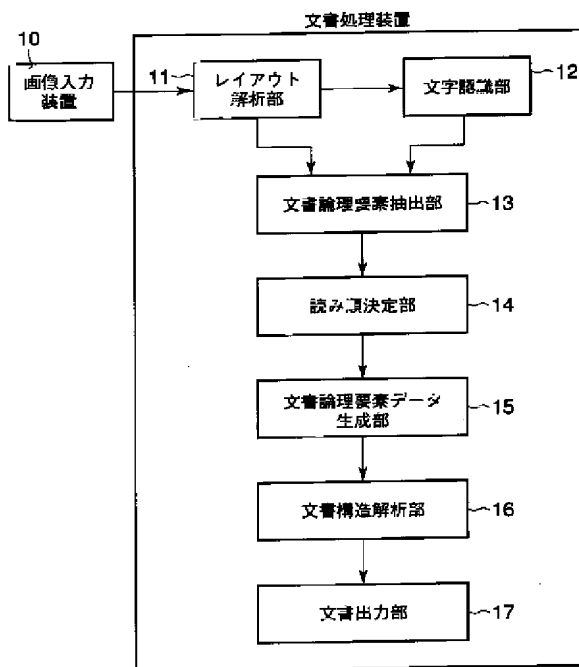 文書処理装置
10
画像入力
装置
11
レイアウト
解析部
文字認識部
12
文書論理要素抽出部
13
読み順決定部
14
文書論理要素データ
生成部
15
文書構造解析部
16
文書出力部
17